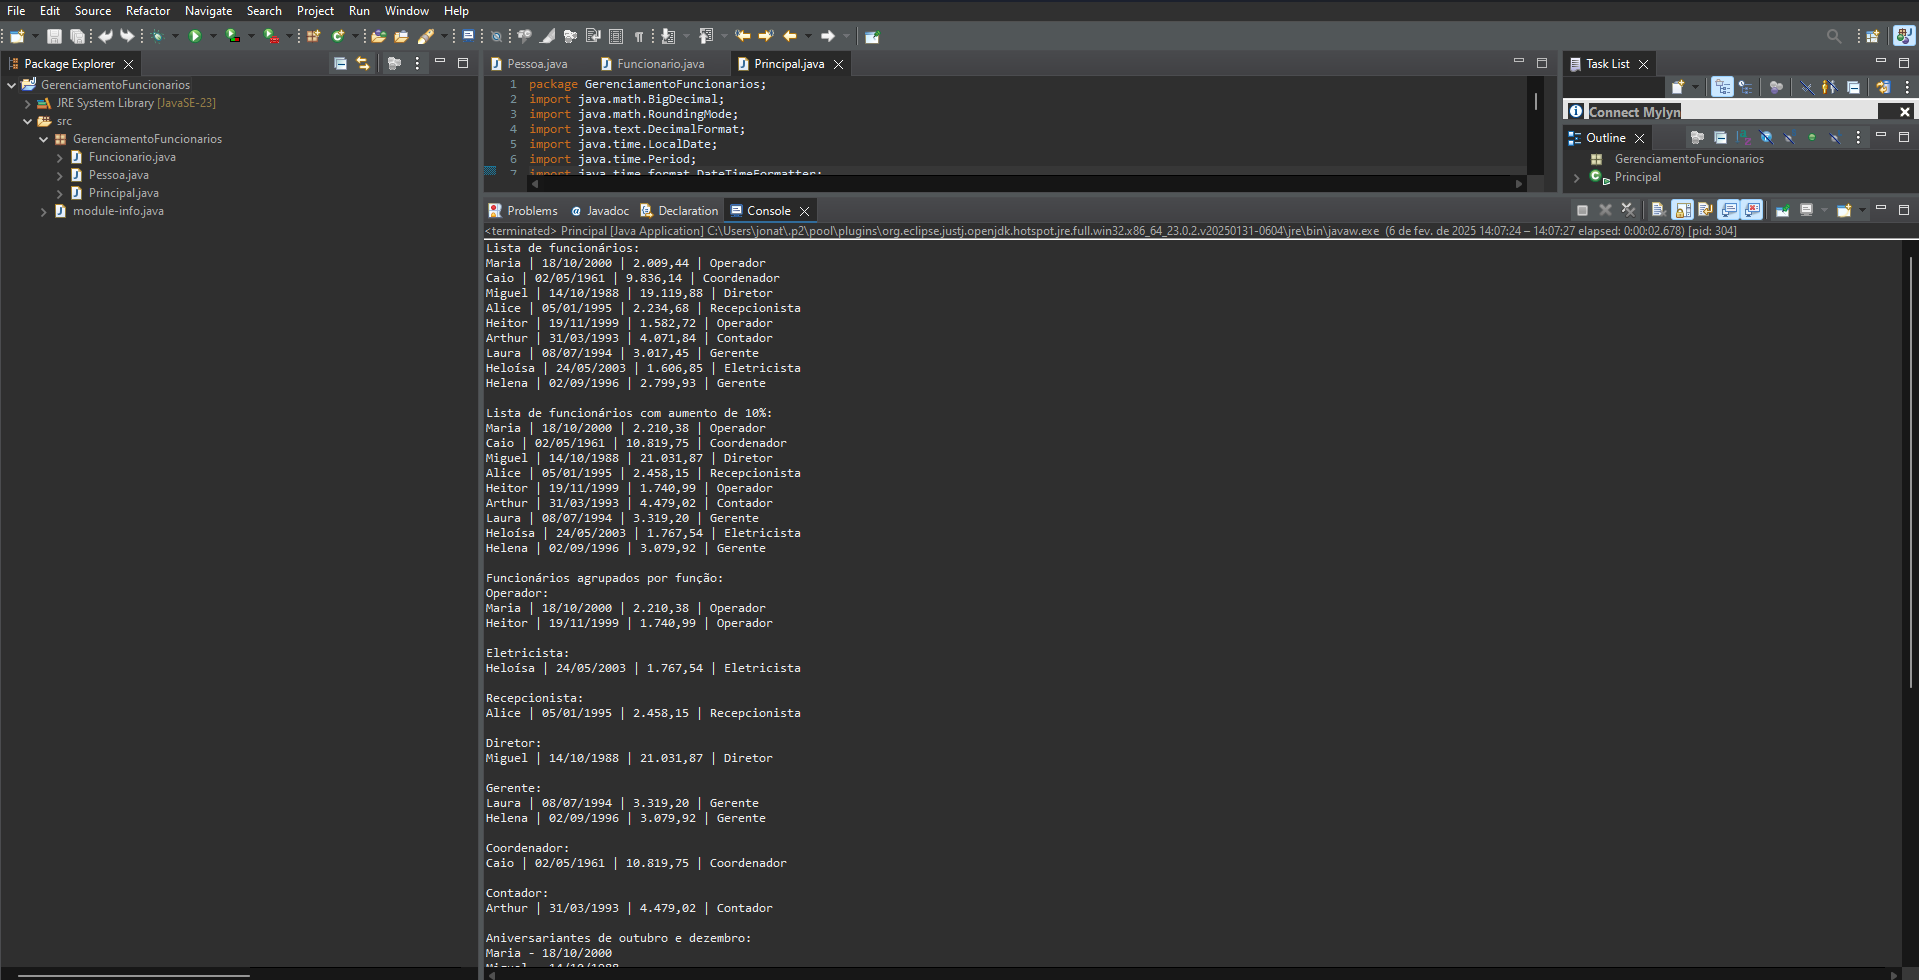 File Edit Source Refactor Navigate Search Project Run Window Help
Package Explorer
GerenciamentoFuncionarios
JRE System Library [JavaSE-23]
src
GerenciamentoFuncionarios
Funcionario.java
Pessoa.java
Principal.java
module-info.java
Pessoa.java Funcionario.java Principal.java
1 package GerenciamentoFuncionarios;
2 import java.math.BigDecimal;
3 import java.math.RoundingMode;
4 import java.text.DecimalFormat;
5 import java.time.LocalDate;
6 import java.time.Period;
7 import java.time.format.DateTimeFormatter;
Task List
Connect Mylyn
Outline
GerenciamentoFuncionarios
Principal
Problems Javadoc Declaration Console
<terminated> Principal [Java Application] C:\Users\jonat\.p2\pool\plugins\org.eclipse.justj.openjdk.hotspot.jre.full.win32.x86_64_23.0.2.v20250131-0604\jre\bin\javaw.exe (6 de fev. de 2025 14:07:24 – 14:07:27 elapsed: 0:00:02.678) [pid: 304]
Lista de funcionários:
Maria | 18/10/2000 | 2.009,44 | Operador
Caio | 02/05/1961 | 9.836,14 | Coordenador
Miguel | 14/10/1988 | 19.119,88 | Diretor
Alice | 05/01/1995 | 2.234,68 | Recepcionista
Heitor | 19/11/1999 | 1.582,72 | Operador
Arthur | 31/03/1993 | 4.071,84 | Contador
Laura | 08/07/1994 | 3.017,45 | Gerente
Heloísa | 24/05/2003 | 1.606,85 | Eletricista
Helena | 02/09/1996 | 2.799,93 | Gerente
Lista de funcionários com aumento de 10%:
Maria | 18/10/2000 | 2.210,38 | Operador
Caio | 02/05/1961 | 10.819,75 | Coordenador
Miguel | 14/10/1988 | 21.031,87 | Diretor
Alice | 05/01/1995 | 2.458,15 | Recepcionista
Heitor | 19/11/1999 | 1.740,99 | Operador
Arthur | 31/03/1993 | 4.479,02 | Contador
Laura | 08/07/1994 | 3.319,20 | Gerente
Heloísa | 24/05/2003 | 1.767,54 | Eletricista
Helena | 02/09/1996 | 3.079,92 | Gerente
Funcionários agrupados por função:
Operador:
Maria | 18/10/2000 | 2.210,38 | Operador
Heitor | 19/11/1999 | 1.740,99 | Operador
Eletricista:
Heloísa | 24/05/2003 | 1.767,54 | Eletricista
Recepcionista:
Alice | 05/01/1995 | 2.458,15 | Recepcionista
Diretor:
Miguel | 14/10/1988 | 21.031,87 | Diretor
Gerente:
Laura | 08/07/1994 | 3.319,20 | Gerente
Helena | 02/09/1996 | 3.079,92 | Gerente
Coordenador:
Caio | 02/05/1961 | 10.819,75 | Coordenador
Contador:
Arthur | 31/03/1993 | 4.479,02 | Contador
Aniversariantes de outubro e dezembro:
Maria - 18/10/2000
Miguel - 14/10/1988